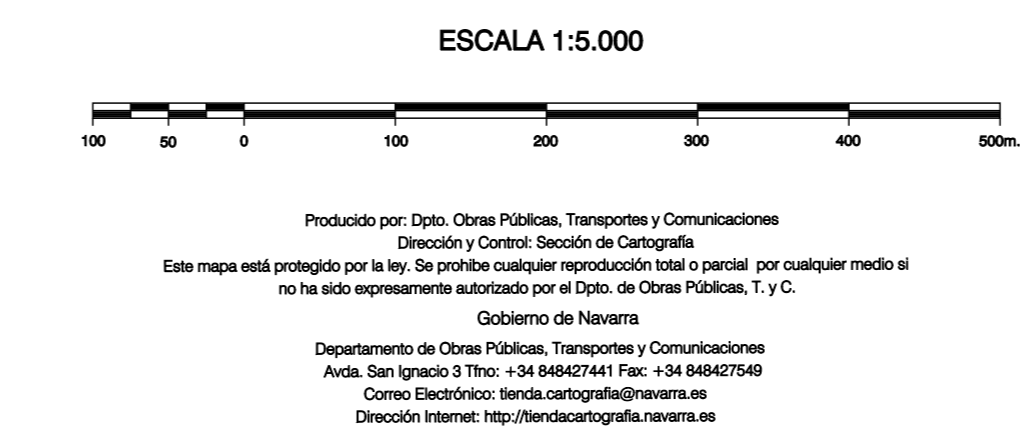 ESCALA 1:5.000
100 50 0 100 200 300 400 500m.
Producido por: Dpto. Obras Públicas, Transportes y Comunicaciones
Dirección y Control: Sección de Cartografía
Este mapa está protegido por la ley. Se prohibe cualquier reproducción total o parcial por cualquier medio si
no ha sido expresamente autorizado por el Dpto. de Obras Públicas, T. y C.
Gobierno de Navarra
Departamento de Obras Públicas, Transportes y Comunicaciones
Avda. San Ignacio 3 Tfno: +34 848427441 Fax: +34 848427549
Correo Electrónico: tienda.cartografia@navarra.es
Dirección Internet: http://tiendacartografia.navarra.es